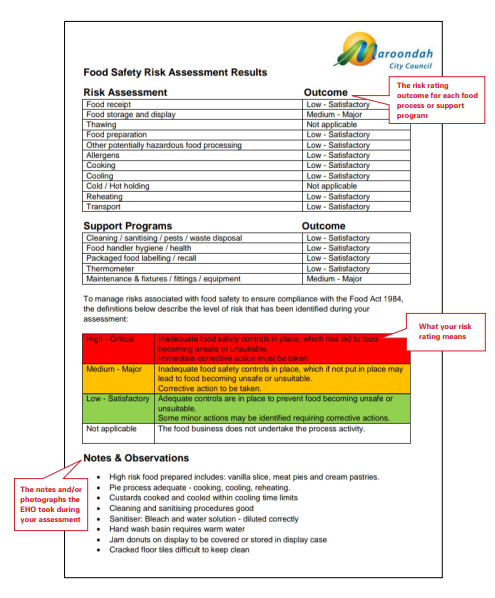 Maroondah
City Council
Food Safety Risk Assessment Results
Risk Assessment Outcome
Food receipt Low - Satisfactory
Food storage and display Medium - Major
Thawing Not applicable
Food preparation Low - Satisfactory
Other potentially hazardous food processing Low - Satisfactory
Allergens Low - Satisfactory
Cooking Low - Satisfactory
Cooling Low - Satisfactory
Cold / Hot holding Not applicable
Reheating Low - Satisfactory
Transport Low - Satisfactory
The risk rating
outcome for each food
process or support
program
Support Programs Outcome
Cleaning / sanitising / pests / waste disposal Low - Satisfactory
Food handler hygiene / health Low - Satisfactory
Packaged food labelling / recall Low - Satisfactory
Thermometer Low - Satisfactory
Maintenance & fixtures / fittings / equipment Medium - Major
To manage risks associated with food safety to ensure compliance with the Food Act 1984,
the definitions below describe the level of risk that has been identified during your
assessment:
What your risk
rating means
High - Critical Inadequate food safety controls in place, which has led to food
becoming unsafe or unsuitable.
Immediate corrective action must be taken
Medium - Major Inadequate food safety controls in place, which if not put in place may
lead to food becoming unsafe or unsuitable.
Corrective action to be taken.
Low - Satisfactory Adequate controls are in place to prevent food becoming unsafe or
unsuitable.
Some minor actions may be identified requiring corrective actions.
Not applicable The food business does not undertake the process activity.
Notes & Observations
The notes and/or
photographs the
EHO took during
your assessment
• High risk food prepared includes: vanilla slice, meat pies and cream pastries.
• Pie process adequate - cooking, cooling, reheating.
• Custards cooked and cooled within cooling time limits
• Cleaning and sanitising procedures good
• Sanitiser: Bleach and water solution - diluted correctly
• Hand wash basin requires warm water
• Jam donuts on display to be covered or stored in display case
• Cracked floor tiles difficult to keep clean